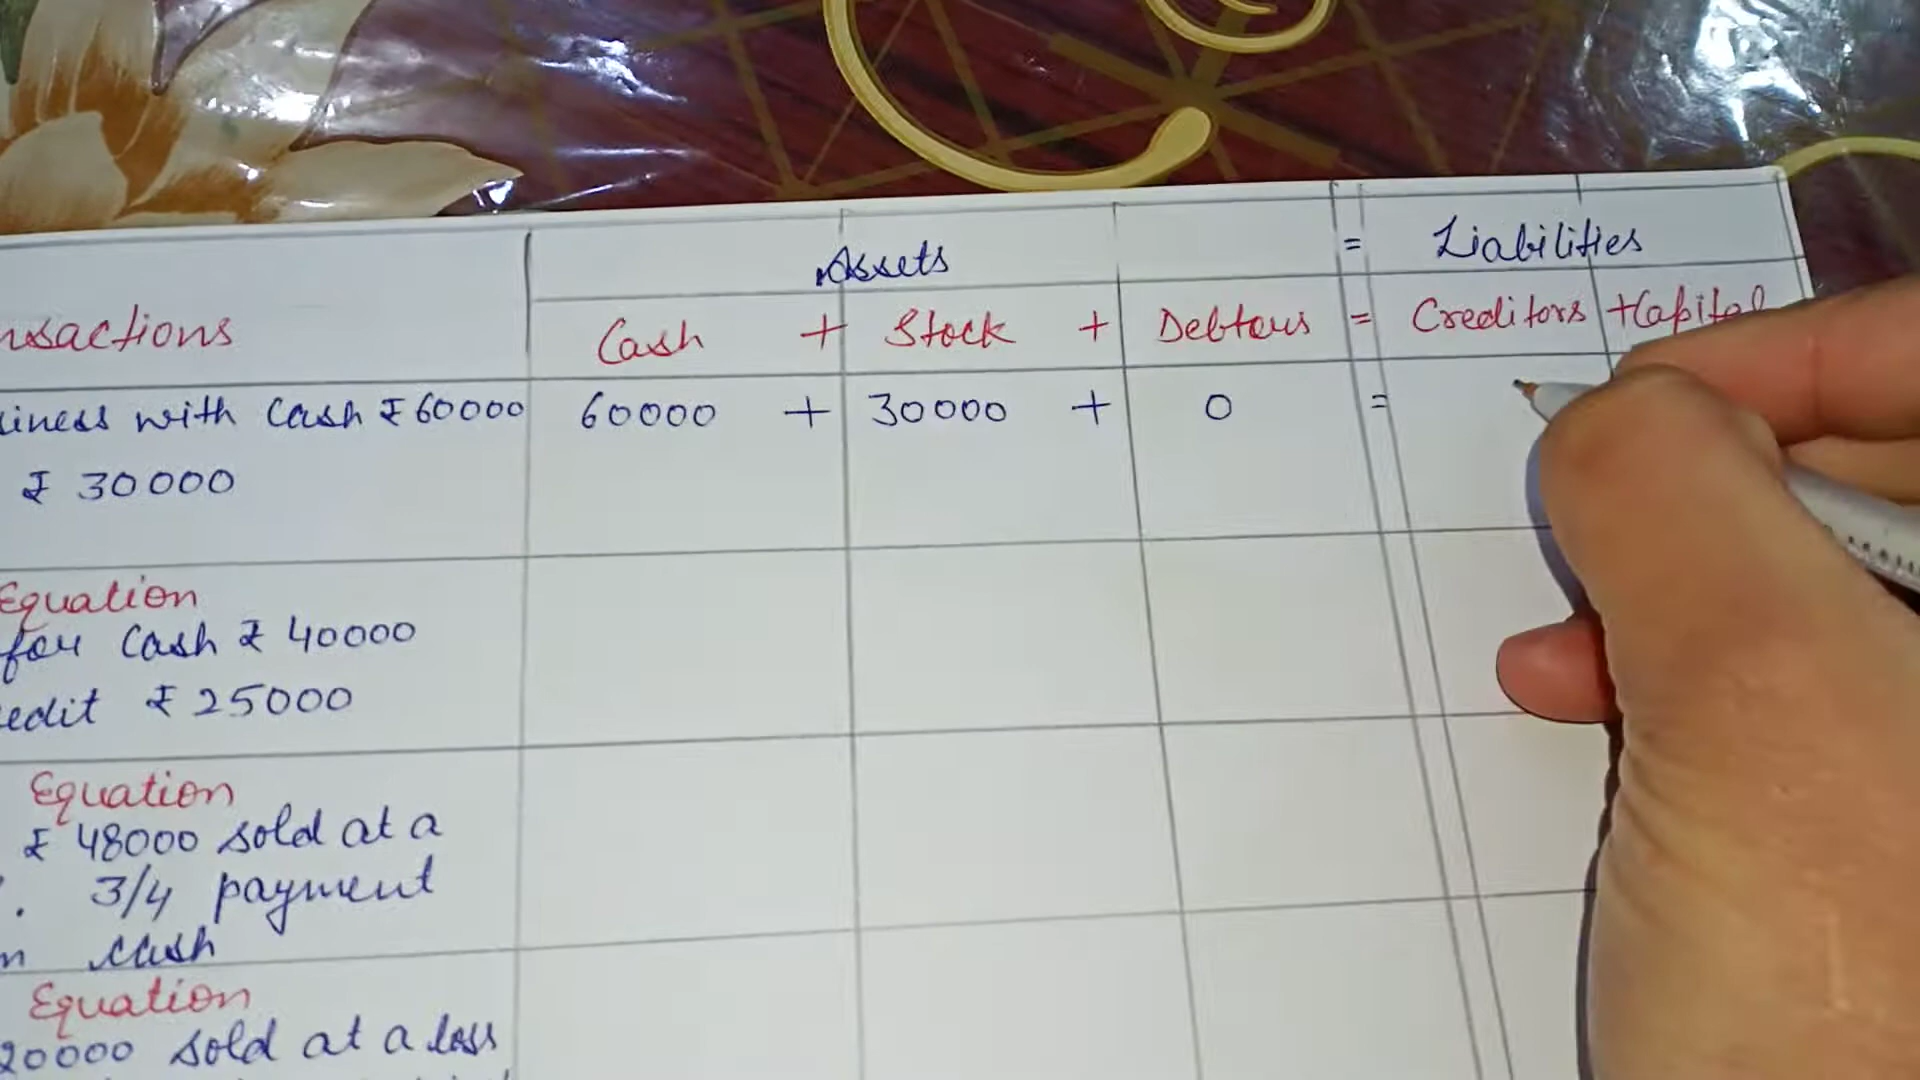 Assets = Liabilities
nsactions Cash + Stock + Debtors = Creditors + Capital
siness with Cash ₹ 60000 60000 + 30000 + 0 =
₹ 30000
Equation
for Cash ₹ 40000
edit ₹ 25000
Equation
₹ 48000 sold at a
. 3/4 payment
n cash
Equation
20000 sold at a loss